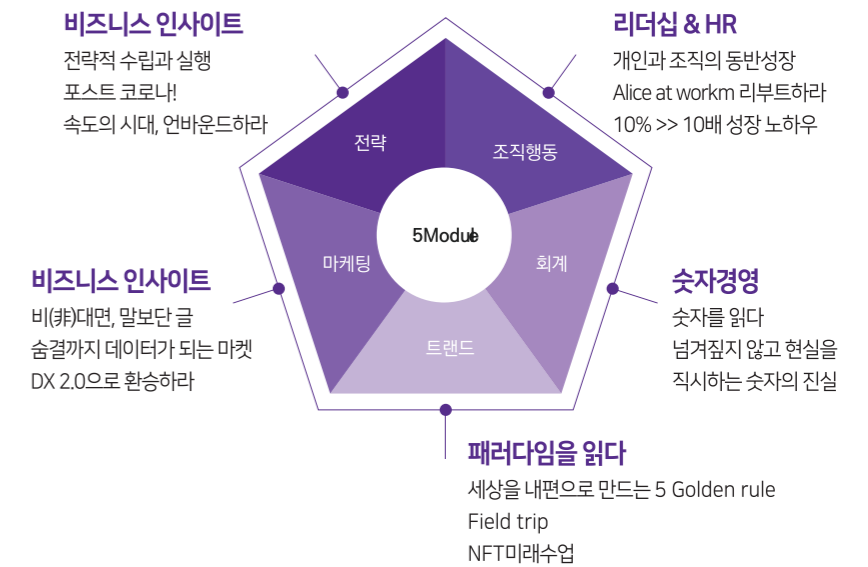 비즈니스 인사이트
전략적 수립과 실행
포스트 코로나!
속도의 시대, 언바운드하라
리더십 & HR
개인과 조직의 동반성장
Alice at workm 리부트하라
10% >> 10배 성장 노하우
전략
조직행동
5Module
마케팅
회계
트랜드
비즈니스 인사이트
비(非)대면, 말보단 글
숨결까지 데이터가 되는 마켓
DX 2.0으로 환승하라
숫자경영
숫자를 읽다
넘겨짚지 않고 현실을
직시하는 숫자의 진실
패러다임을 읽다
세상을 내편으로 만드는 5 Golden rule
Field trip
NFT미래수업